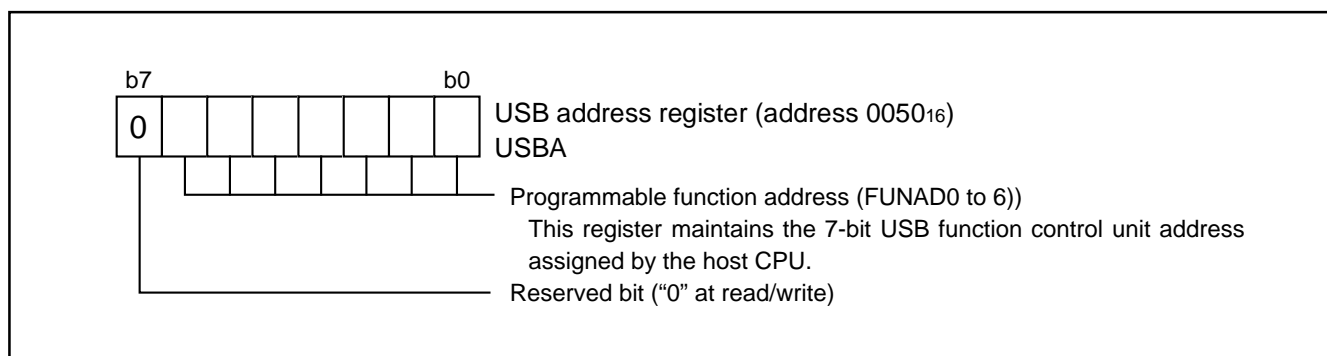 b7 b0
0
USB address register (address 0050₁₆)
USBA
Programmable function address (FUNAD0 to 6))
This register maintains the 7-bit USB function control unit address
assigned by the host CPU.
Reserved bit (“0” at read/write)